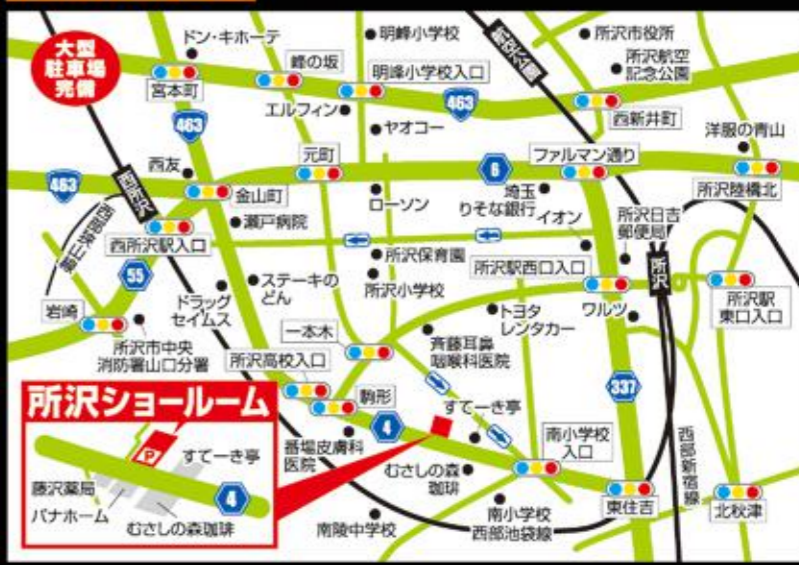 大型
駐車場
完備
ドン・キホーテ
明峰小学校
航空公園
所沢市役所
所沢航空
記念公園
宮本町
峰の坂
明峰小学校入口
エルフィン
463
463
ヤオコー
西新井町
洋服の青山
463
西所沢
西友
金山町
元町
6
ファルマン通り
所沢陸橋北
瀬戸病院
ローソン
埼玉
りそな銀行
イオン
所沢日吉
郵便局
西部狭山線
西所沢駅入口
所沢保育園
所沢駅西口入口
所沢
55
ステーキの
どん
所沢小学校
ドラッグ
セイムス
トヨタ
レンタカー
ワルツ
所沢駅
東口入口
岩崎
所沢市中央
消防署山口分署
一本木
斉藤耳鼻
咽喉科医院
所沢高校入口
駒形
337
すてーき亭
4
番場皮膚科
医院
南小学校
入口
西部新宿線
むさしの森
珈琲
南小学校
東住吉
北秋津
南陵中学校
西部池袋線
所沢ショールーム
P
すてーき亭
藤沢薬局
パナホーム
4
むさしの森珈琲